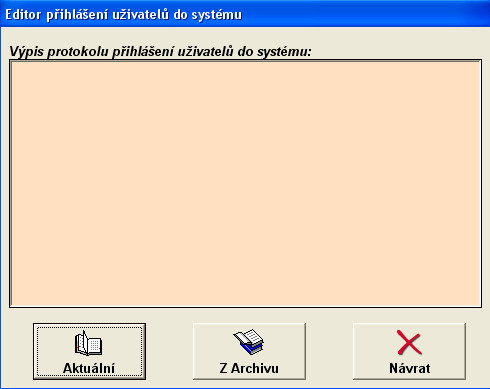 Editor přihlášení uživatelů do systému
Výpis protokolu přihlášení uživatelů do systému:
Aktuální
Z Archivu
Návrat